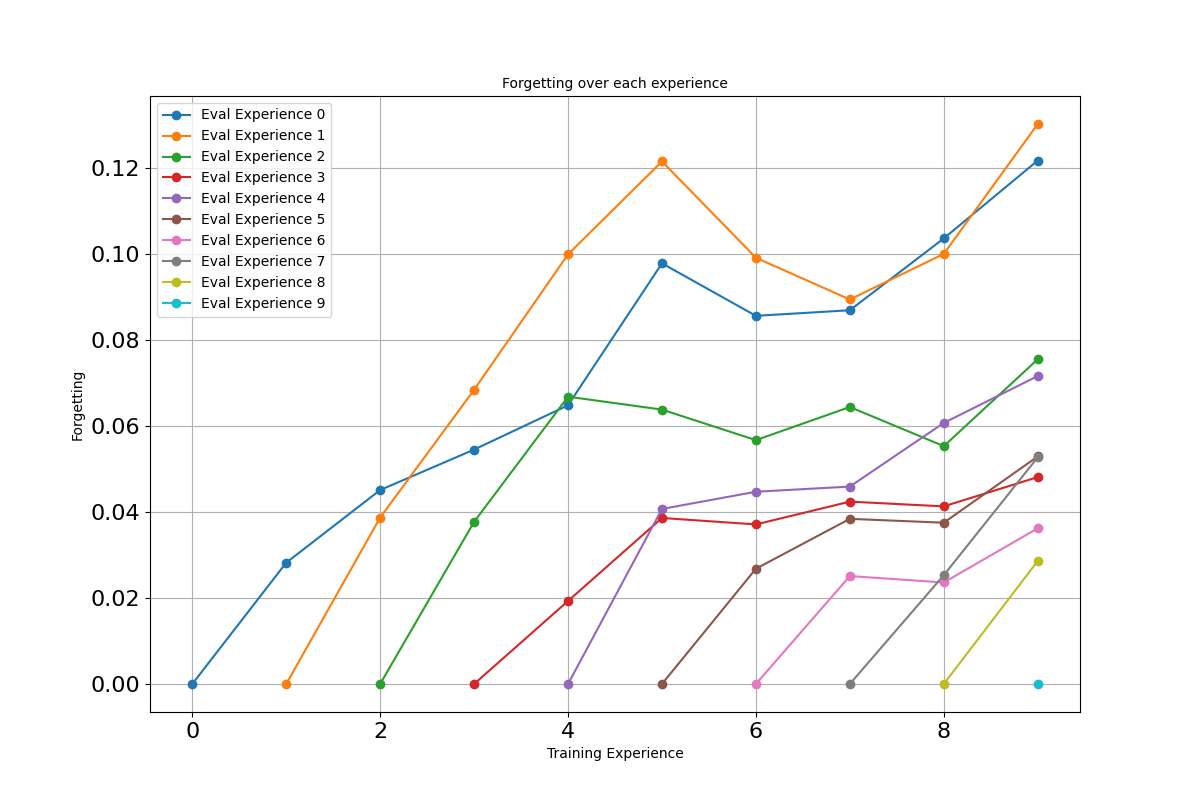 Forgetting over each experience
Eval Experience 0
Eval Experience 1
Eval Experience 2
Eval Experience 3
Eval Experience 4
Eval Experience 5
Eval Experience 6
Eval Experience 7
Eval Experience 8
Eval Experience 9
0.12
0.10
0.08
0.06
0.04
0.02
0.00
Forgetting
0 2 4 6 8
Training Experience